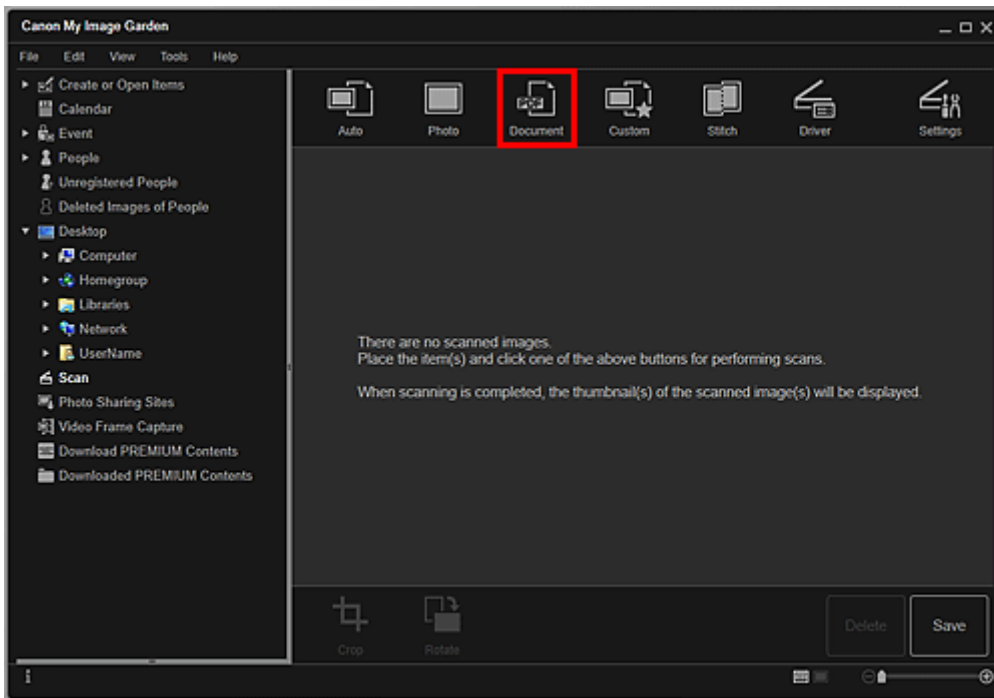 Canon My Image Garden
File Edit View Tools Help
Create or Open Items
Calendar
Event
People
Unregistered People
Deleted Images of People
Desktop
Computer
Homegroup
Libraries
Network
UserName
Scan
Photo Sharing Sites
Video Frame Capture
Download PREMIUM Contents
Downloaded PREMIUM Contents
Auto Photo Document Custom Stitch Driver Settings
PDF
There are no scanned images.
Place the item(s) and click one of the above buttons for performing scans.
When scanning is completed, the thumbnail(s) of the scanned image(s) will be displayed.
Crop Rotate Delete Save